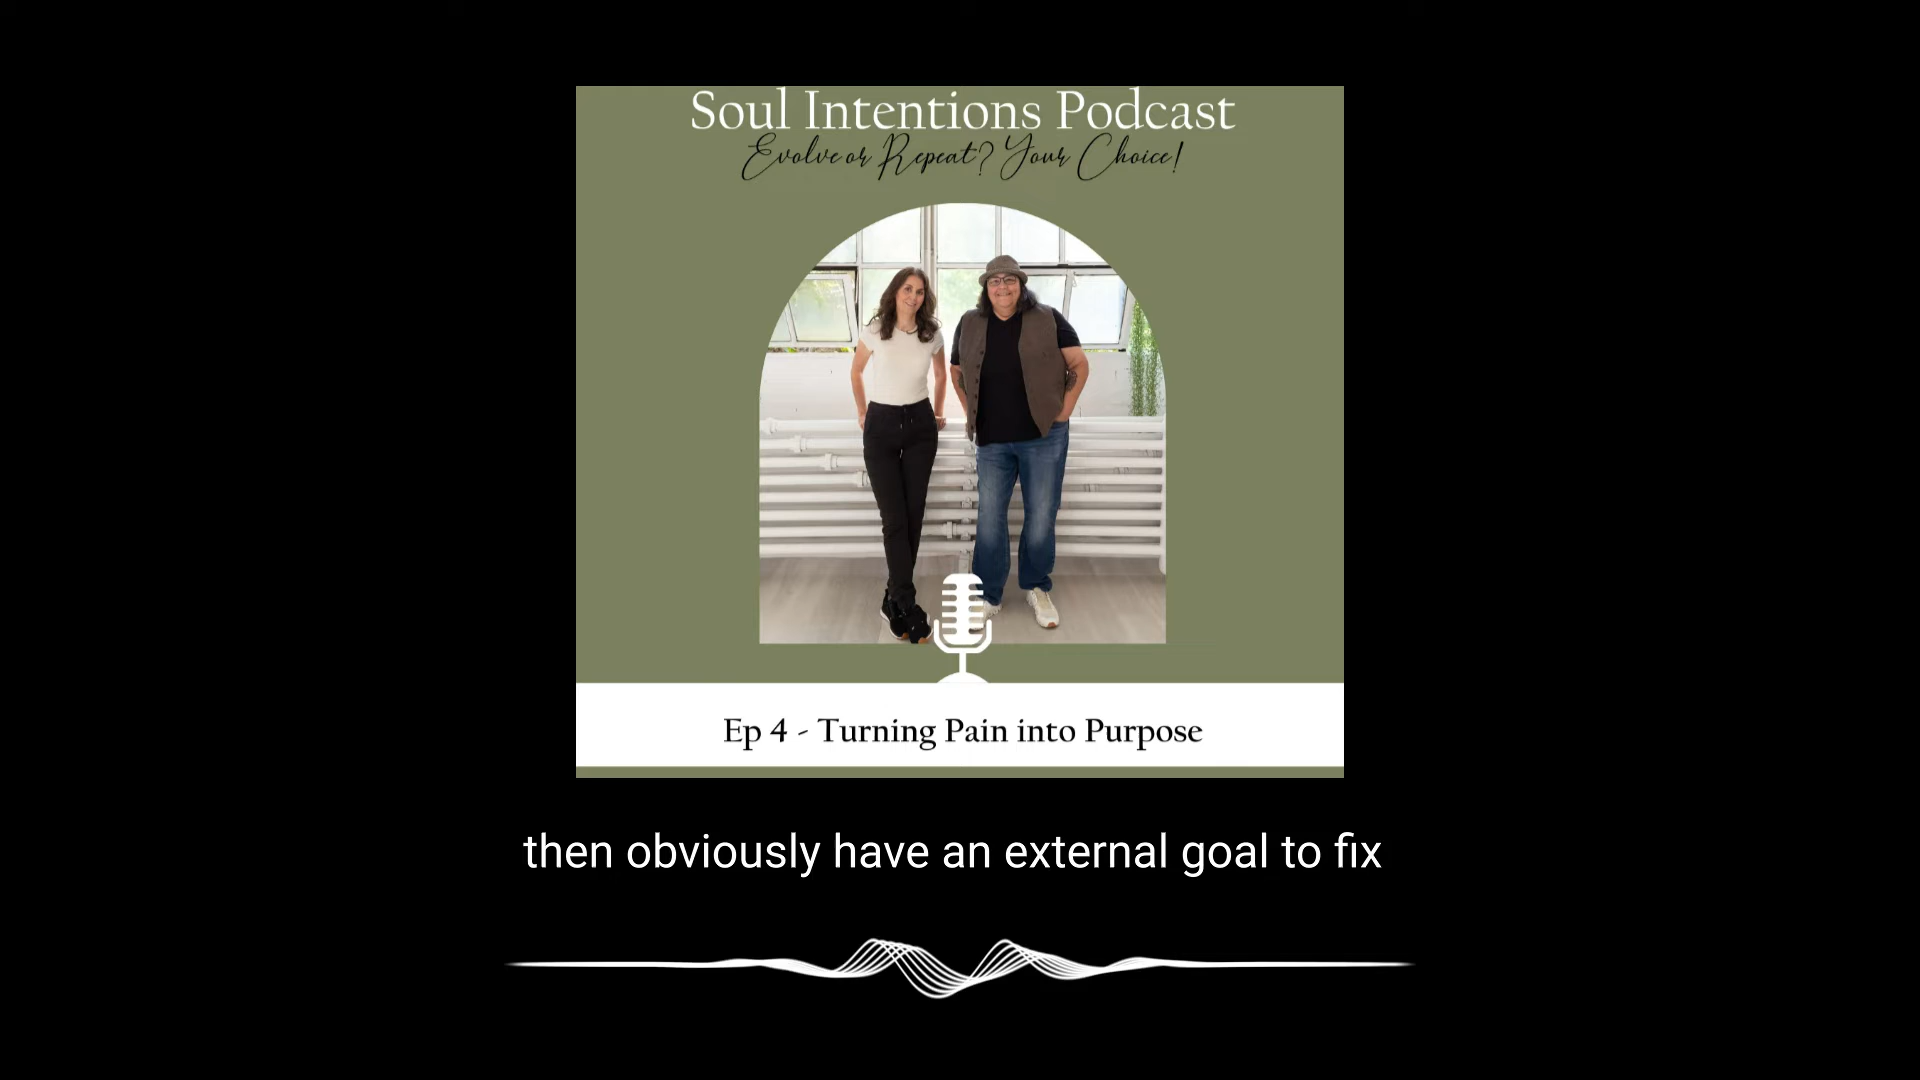 Soul Intentions Podcast
Evolve or Repeat? Your Choice!
Ep 4 - Turning Pain into Purpose
then obviously have an external goal to fix